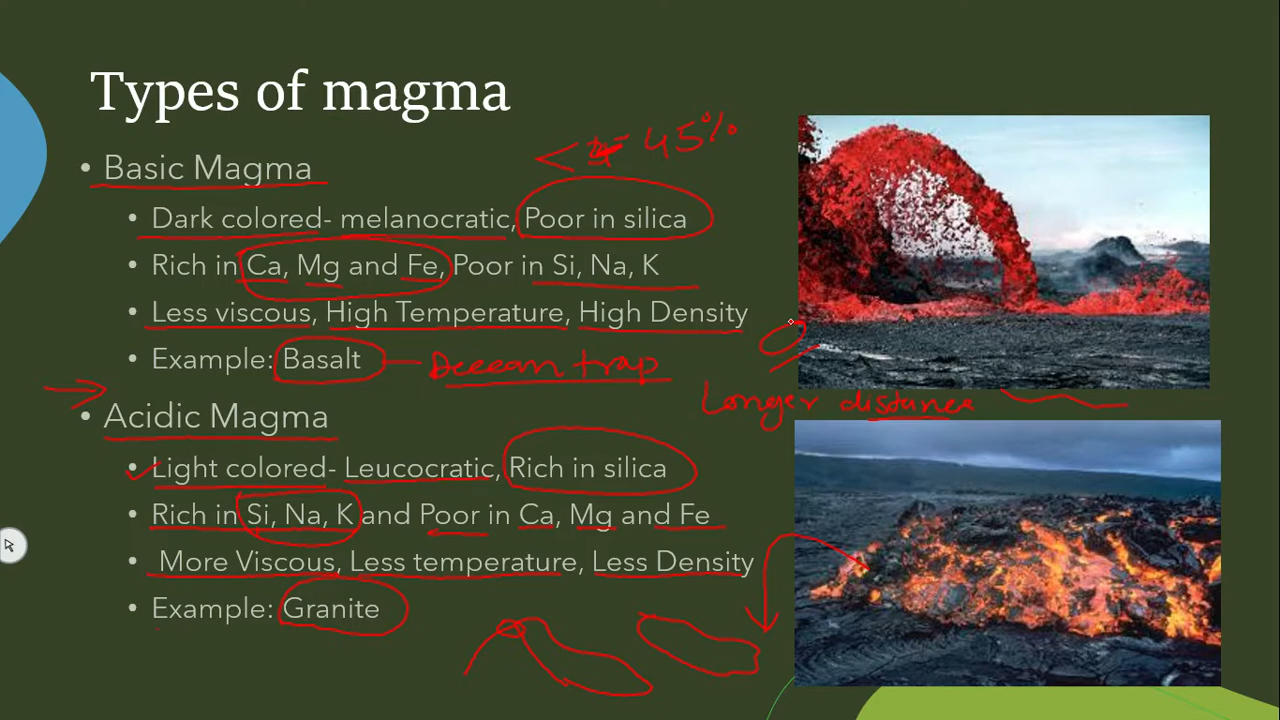 Types of magma
• Basic Magma
< 45%
• Dark colored- melanocratic, Poor in silica
• Rich in Ca, Mg and Fe, Poor in Si, Na, K
• Less viscous, High Temperature, High Density
• Example: Basalt — Deccan trap
Longer distance
• Acidic Magma
• Light colored- Leucocratic, Rich in silica
• Rich in Si, Na, K and Poor in Ca, Mg and Fe
• More Viscous, Less temperature, Less Density
• Example: Granite